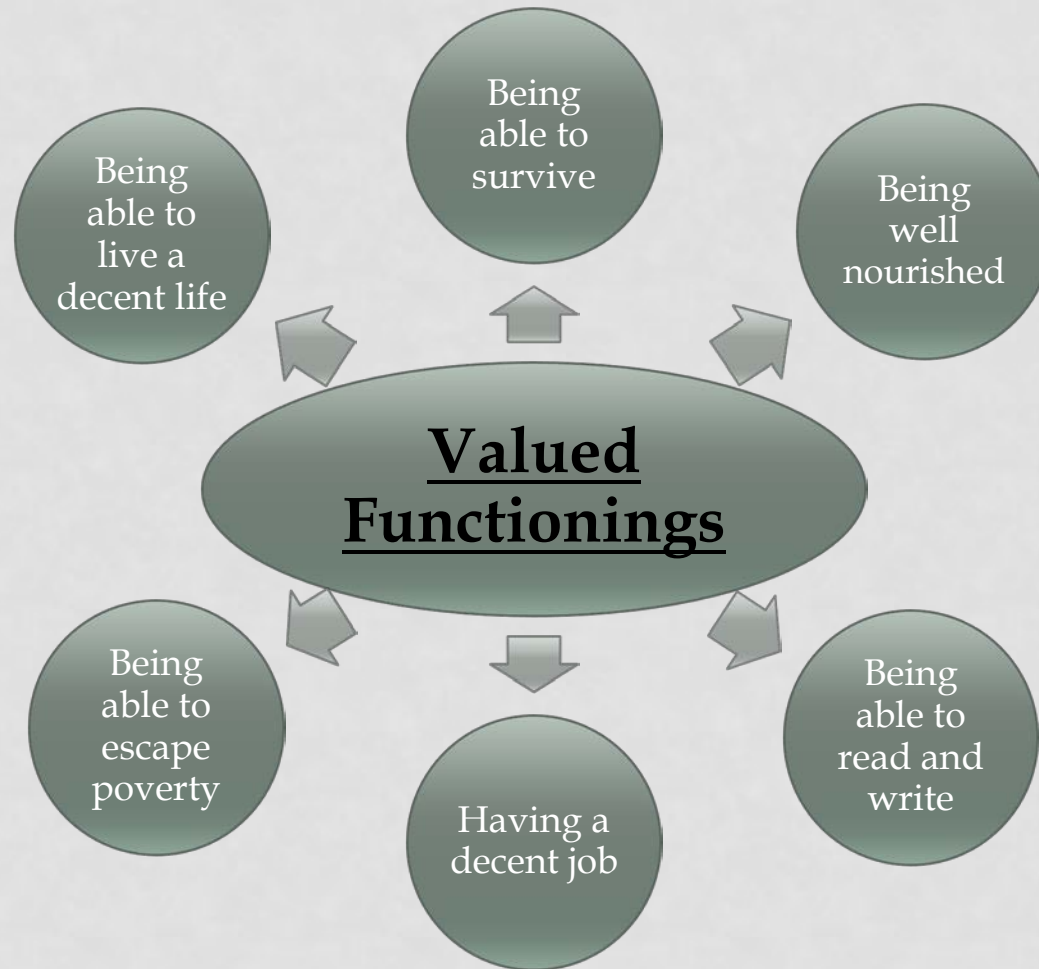 Being
able to
survive
Being
well
nourished
Being
able to
read and
write
Having a
decent job
Being
able to
escape
poverty
Being
able to
live a
decent life
Valued
Functionings